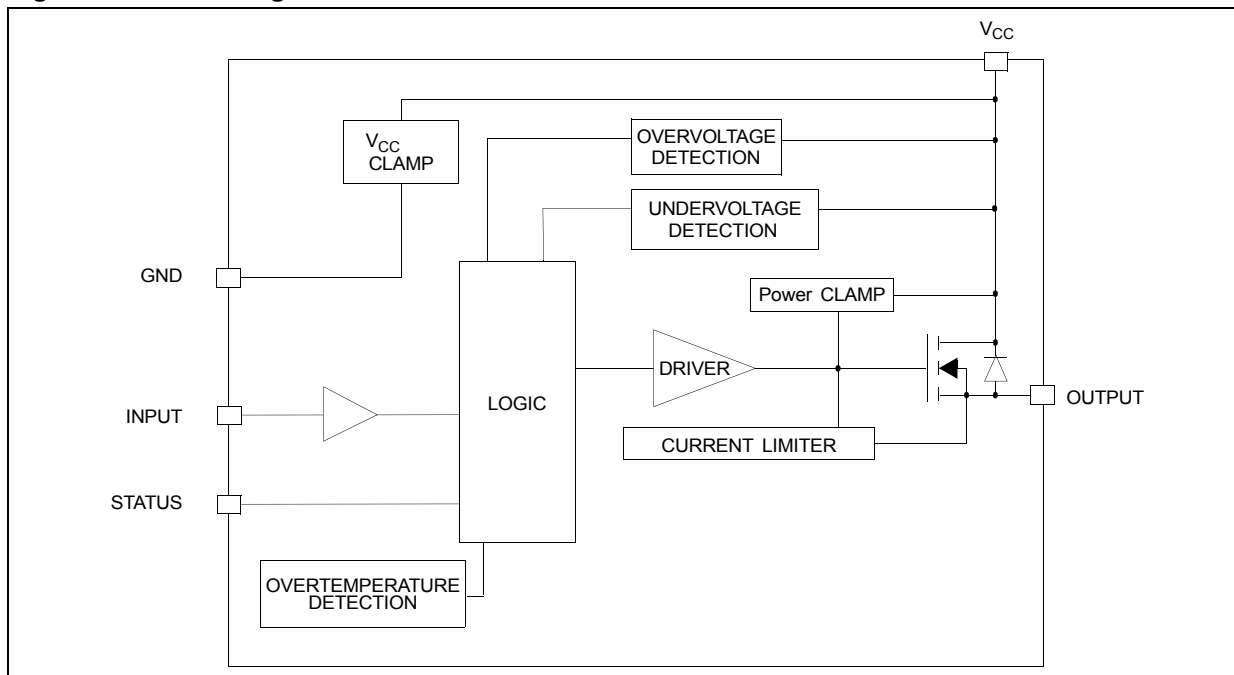 VCC
VCC
CLAMP
OVERVOLTAGE
DETECTION
UNDERVOLTAGE
DETECTION
GND
Power CLAMP
DRIVER
LOGIC
INPUT
OUTPUT
CURRENT LIMITER
STATUS
OVERTEMPERATURE
DETECTION